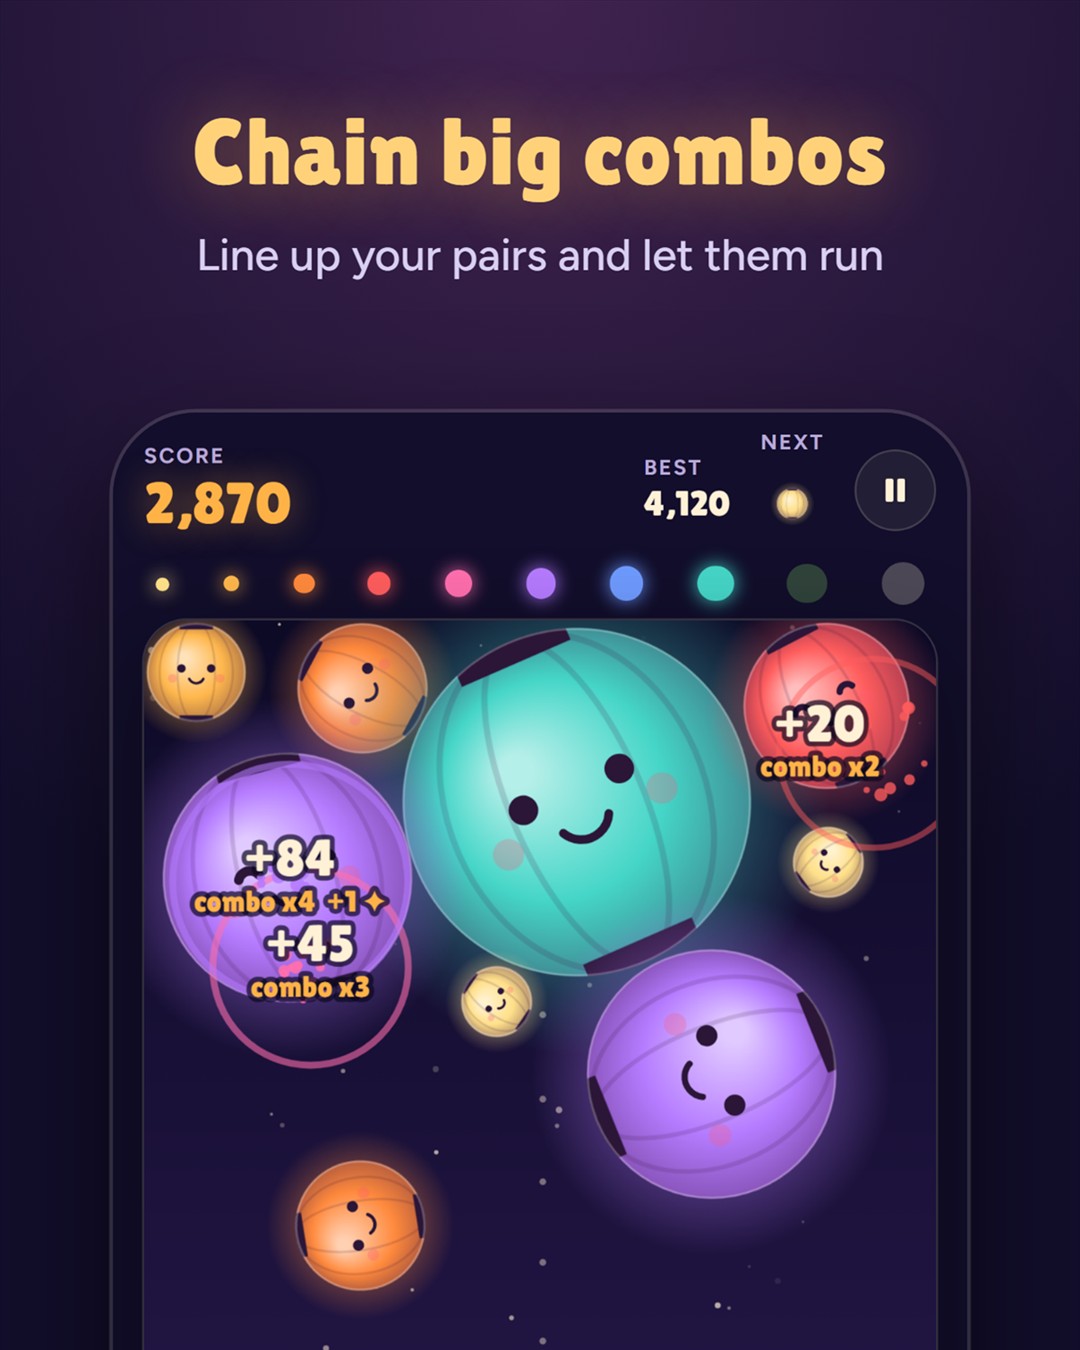 Chain big combos
Line up your pairs and let them run
SCORE
2,870
BEST
4,120
NEXT
+20
combo x2
+84
combo x4 +1✦
+45
combo x3